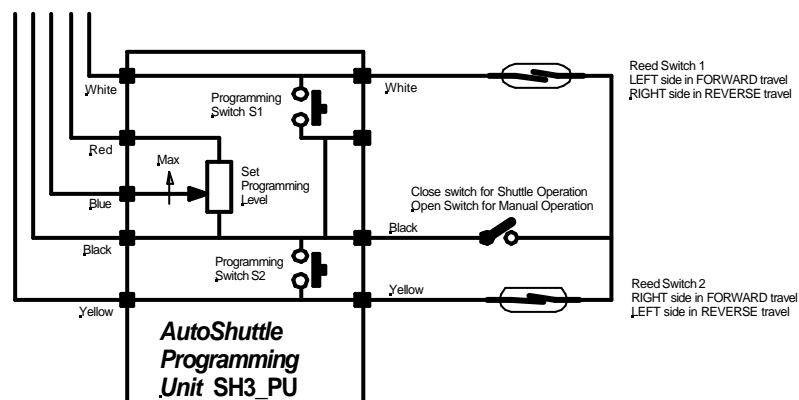 White
Red
Blue
Black
Yellow
Max
Programming
Switch S1
Set
Programming
Level
Programming
Switch S2
AutoShuttle
Programming
Unit SH3_PU
White
Black
Yellow
Reed Switch 1
LEFT side in FORWARD travel
RIGHT side in REVERSE travel
Close switch for Shuttle Operation
Open Switch for Manual Operation
Reed Switch 2
RIGHT side in FORWARD travel
LEFT side in REVERSE travel